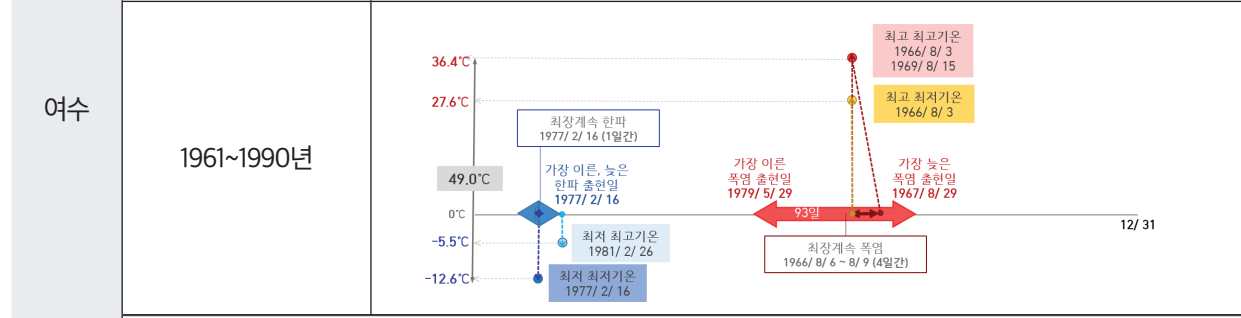 여수
1961~1990년
36.4℃
27.6℃
49.0℃
0℃
-5.5℃
-12.6℃
최장계속 한파
1977/ 2/ 16 (1일간)
가장 이른, 늦은
한파 출현일
1977/ 2/ 16
최저 최고기온
1981/ 2/ 26
최저 최저기온
1977/ 2/ 16
최고 최고기온
1966/ 8/ 3
1969/ 8/ 15
최고 최저기온
1966/ 8/ 3
가장 이른
폭염 출현일
1979/ 5/ 29
가장 늦은
폭염 출현일
1967/ 8/ 29
93일
최장계속 폭염
1966/ 8/ 6 ~ 8/ 9 (4일간)
12/ 31